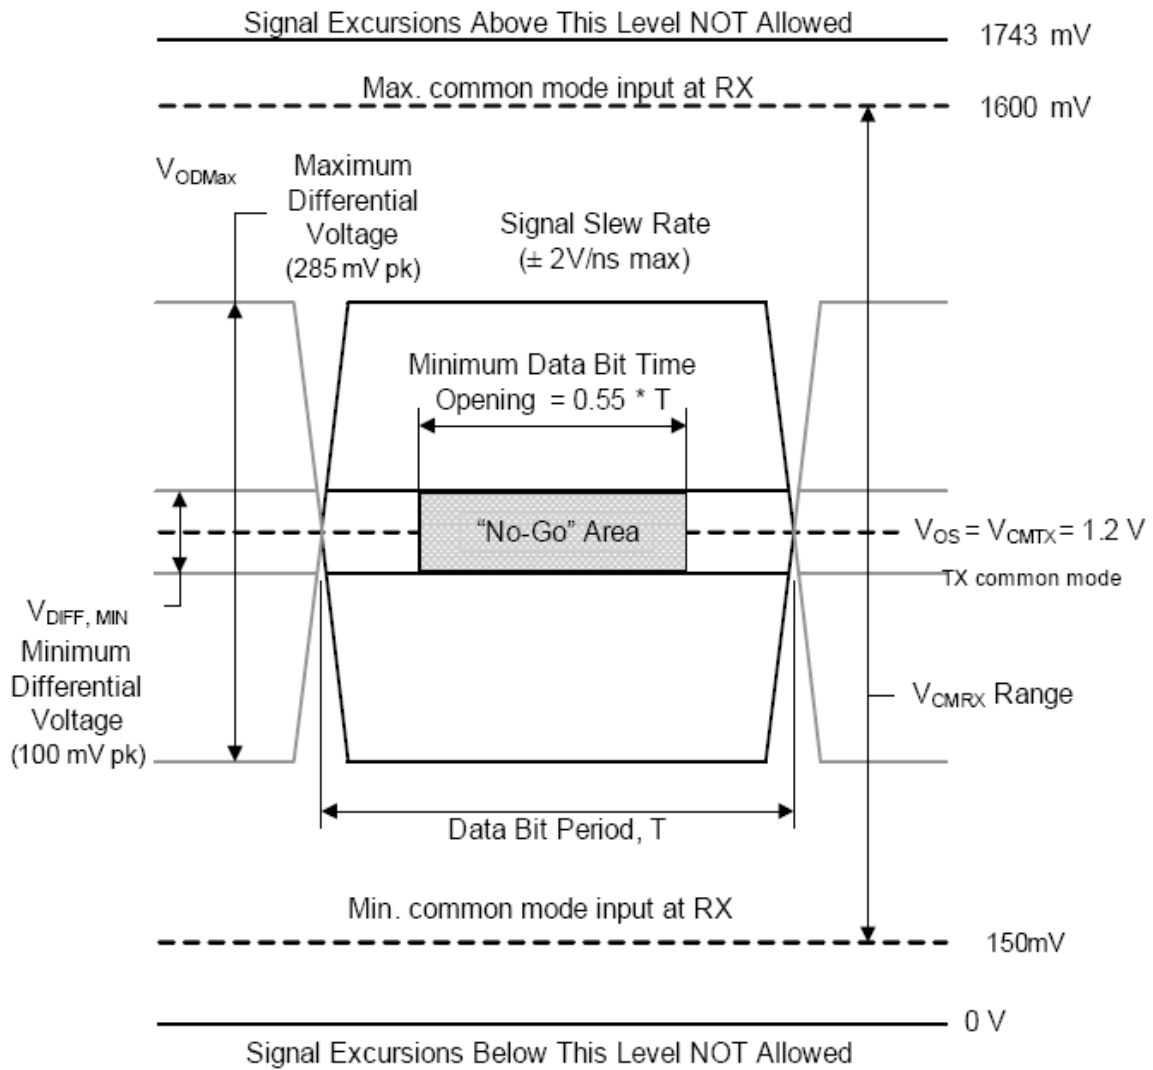 Signal Excursions Above This Level NOT Allowed
1743 mV
Max. common mode input at RX
1600 mV
VODMax
Maximum
Differential
Voltage
(285 mV pk)
Signal Slew Rate
(± 2V/ns max)
Minimum Data Bit Time
Opening = 0.55 * T
“No-Go” Area
VOS = VCMTX = 1.2 V
TX common mode
VDIFF, MIN
Minimum
Differential
Voltage
(100 mV pk)
VCMRX Range
Data Bit Period, T
Min. common mode input at RX
150mV
0 V
Signal Excursions Below This Level NOT Allowed